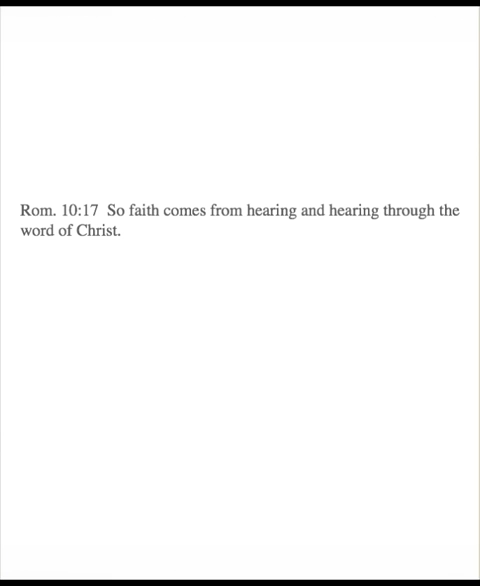 Rom. 10:17  So faith comes from hearing and hearing through the
word of Christ.